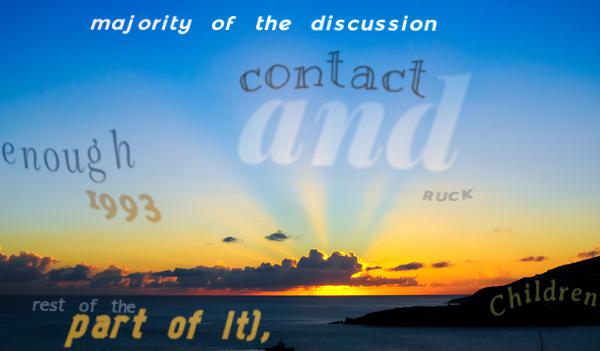 majority of the discussion
contact
and
enough
1993
RUCK
rest of the
part of It),
Children